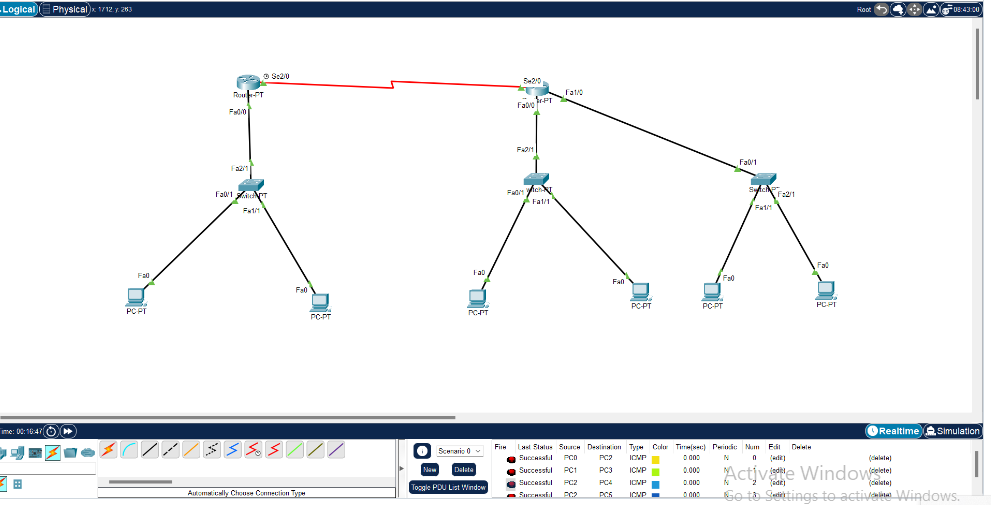 Logical Physical x: 1712 y: 263 Root 08:43:00
Se2/0 Se2/0
Router-PT er-PT Fa1/0
Fa0/0 Fa0/0
Fa2/1 Fa2/1 Fa0/1
Fa0/1 Switch-PT Fa0/1 witch-PT Switch-PT Fa2/1
Fa1/1 Fa1/1 Fa1/1
Fa0 Fa0 Fa0
Fa0 Fa0 Fa0
PC-PT PC-PT PC-PT PC-PT PC-PT PC-PT
ime: 00:16:47 Realtime Simulation
Scenario 0 Fire Last Status Source Destination Type Color Time(sec) Periodic Num Edit Delete
Successful PC0 PC2 ICMP 0.000 N 0 (edit) (delete)
New Delete Successful PC1 PC3 ICMP 0.000 N 1 (edit) (delete)
Toggle PDU List Window Successful PC2 PC4 ICMP 0.000 N 2 (edit) (delete)
Automatically Choose Connection Type Successful PC2 PC5 ICMP 0.000 N 3 (edit) (delete)
Activate Windows
Go to Settings to activate Windows.